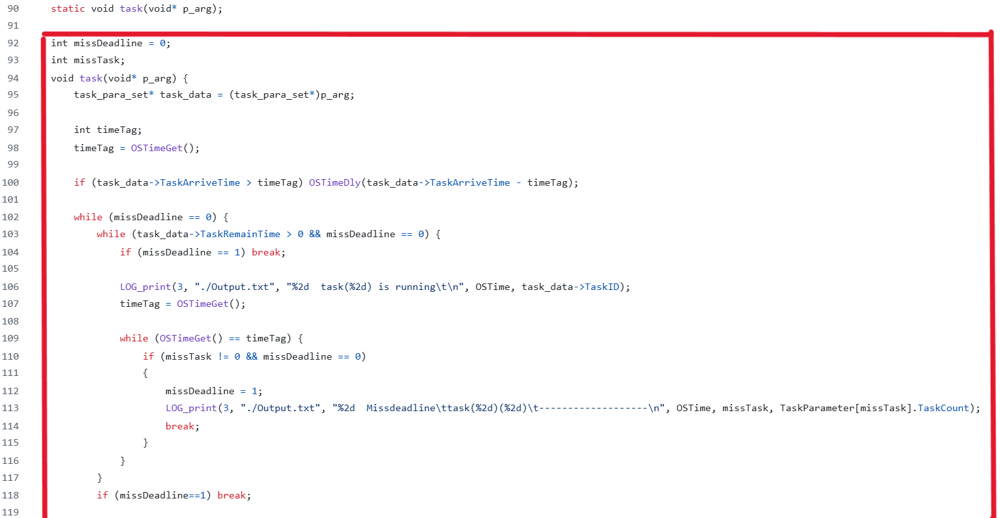 90 static void task(void* p_arg);
91
92 int missDeadline = 0;
93 int missTask;
94 void task(void* p_arg) {
95     task_para_set* task_data = (task_para_set*)p_arg;
96
97     int timeTag;
98     timeTag = OSTimeGet();
99
100     if (task_data->TaskArriveTime > timeTag) OSTimeDly(task_data->TaskArriveTime - timeTag);
101
102     while (missDeadline == 0) {
103         while (task_data->TaskRemainTime > 0 && missDeadline == 0) {
104             if (missDeadline == 1) break;
105
106             LOG_print(3, "./Output.txt", "%2d  task(%2d) is running\t\n", OSTime, task_data->TaskID);
107             timeTag = OSTimeGet();
108
109             while (OSTimeGet() == timeTag) {
110                 if (missTask != 0 && missDeadline == 0)
111                 {
112                     missDeadline = 1;
113                     LOG_print(3, "./Output.txt", "%2d  Missdeadline\ttask(%2d)(%2d)\t-------------------\n", OSTime, missTask, TaskParameter[missTask].TaskCount);
114                     break;
115                 }
116             }
117         }
118         if (missDeadline==1) break;
119